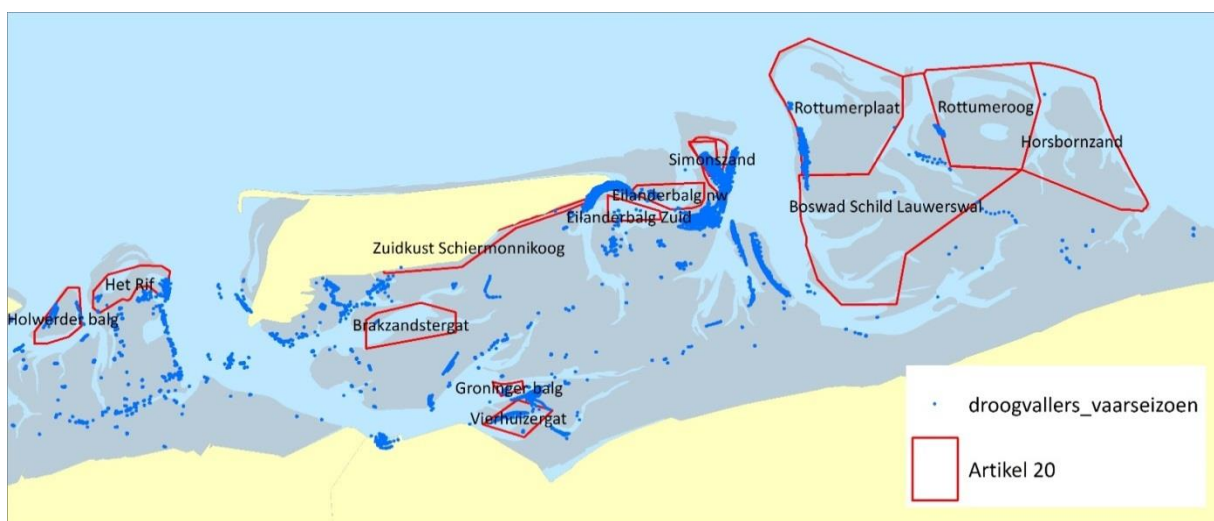 Rottumerplaat
Rottumeroog
Horsbornzand
Simonszand
Eilanderbalg nw
Boswad Schild Lauwerswal
Eilanderbalg Zuid
Zuidkust Schiermonnikoog
Het Rif
Holwerder balg
Brakzandstergat
Groninger balg
Vierhuizergat
droogvallers_vaarseizoen
Artikel 20